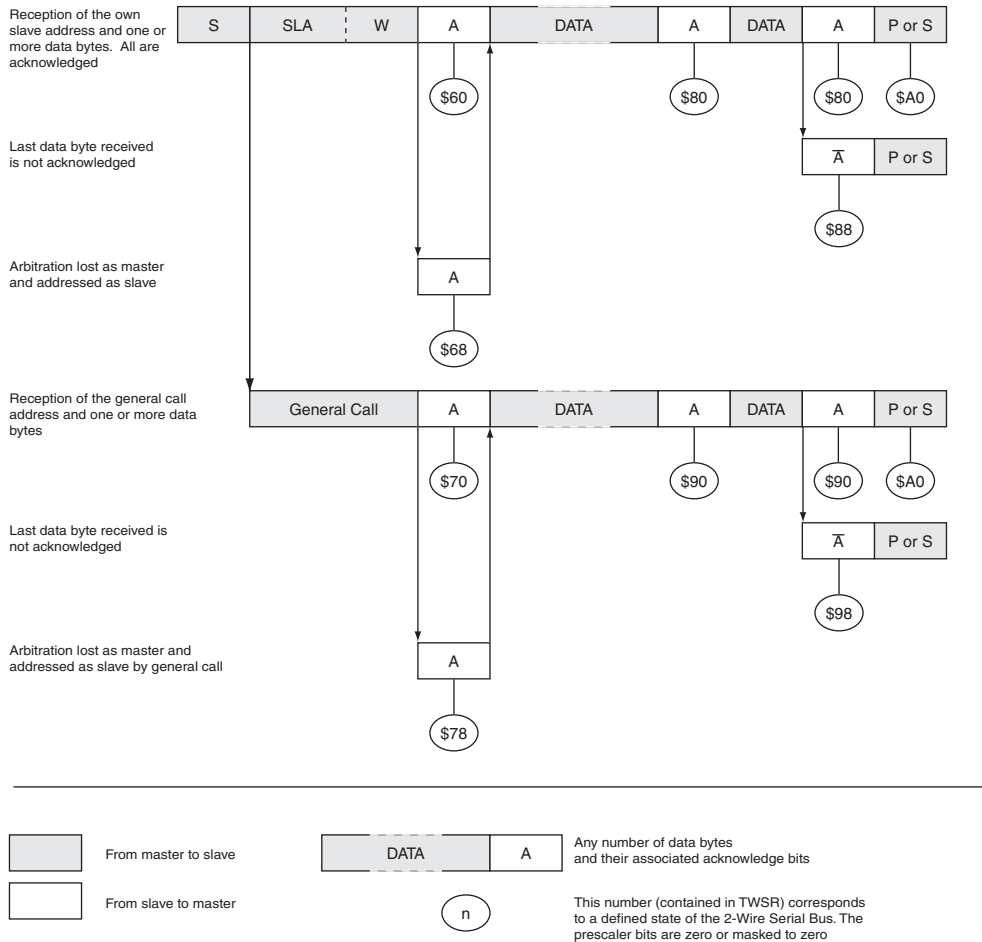 Reception of the own
slave address and one or
more data bytes. All are
acknowledged
S SLA W A DATA A DATA A P or S
$60 $80 $80 $A0
Last data byte received
is not acknowledged
A̅ P or S
$88
Arbitration lost as master
and addressed as slave
A
$68
Reception of the general call
address and one or more data
bytes
General Call A DATA A DATA A P or S
$70 $90 $90 $A0
Last data byte received is
not acknowledged
A̅ P or S
$98
Arbitration lost as master and
addressed as slave by general call
A
$78
From master to slave
From slave to master
DATA A
Any number of data bytes
and their associated acknowledge bits
n
This number (contained in TWSR) corresponds
to a defined state of the 2-Wire Serial Bus. The
prescaler bits are zero or masked to zero